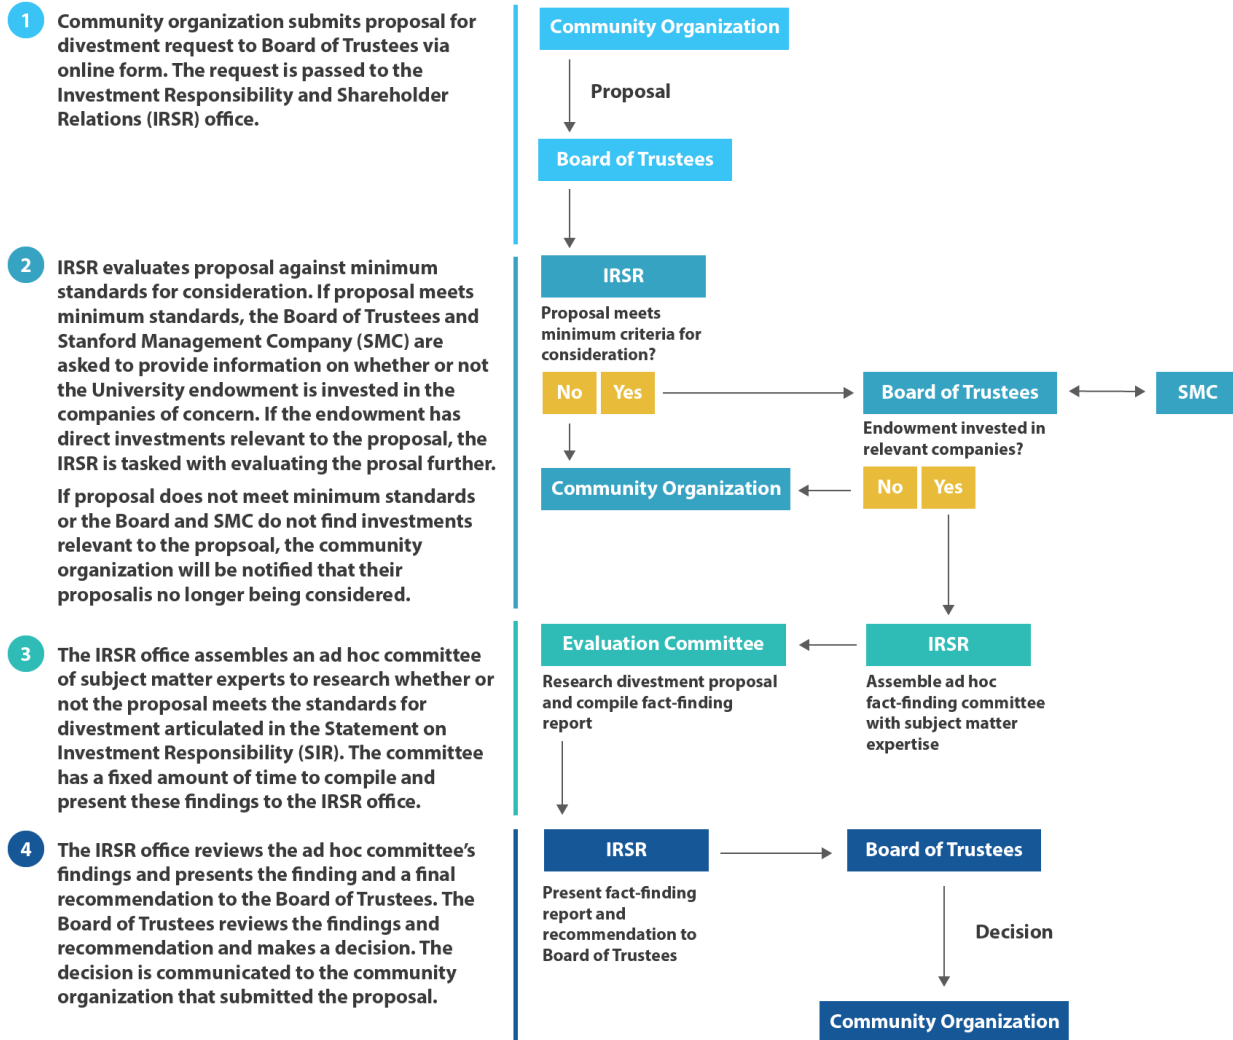 1
Community organization submits proposal for
divestment request to Board of Trustees via
online form. The request is passed to the
Investment Responsibility and Shareholder
Relations (IRSR) office.
Community Organization
Proposal
Board of Trustees
2
IRSR evaluates proposal against minimum
standards for consideration. If proposal meets
minimum standards, the Board of Trustees and
Stanford Management Company (SMC) are
asked to provide information on whether or not
the University endowment is invested in the
companies of concern. If the endowment has
direct investments relevant to the proposal, the
IRSR is tasked with evaluating the prosal further.
If proposal does not meet minimum standards
or the Board and SMC do not find investments
relevant to the propsoal, the community
organization will be notified that their
proposalis no longer being considered.
IRSR
Proposal meets
minimum criteria for
consideration?
No
Yes
Board of Trustees
SMC
Endowment invested in
relevant companies?
No
Yes
Community Organization
3
The IRSR office assembles an ad hoc committee
of subject matter experts to research whether or
not the proposal meets the standards for
divestment articulated in the Statement on
Investment Responsibility (SIR). The committee
has a fixed amount of time to compile and
present these findings to the IRSR office.
Evaluation Committee
Research divestment proposal
and compile fact-finding
report
IRSR
Assemble ad hoc
fact-finding committee
with subject matter
expertise
4
The IRSR office reviews the ad hoc committee's
findings and presents the finding and a final
recommendation to the Board of Trustees. The
Board of Trustees reviews the findings and
recommendation and makes a decision. The
decision is communicated to the community
organization that submitted the proposal.
IRSR
Present fact-finding
report and
recommendation to
Board of Trustees
Board of Trustees
Decision
Community Organization